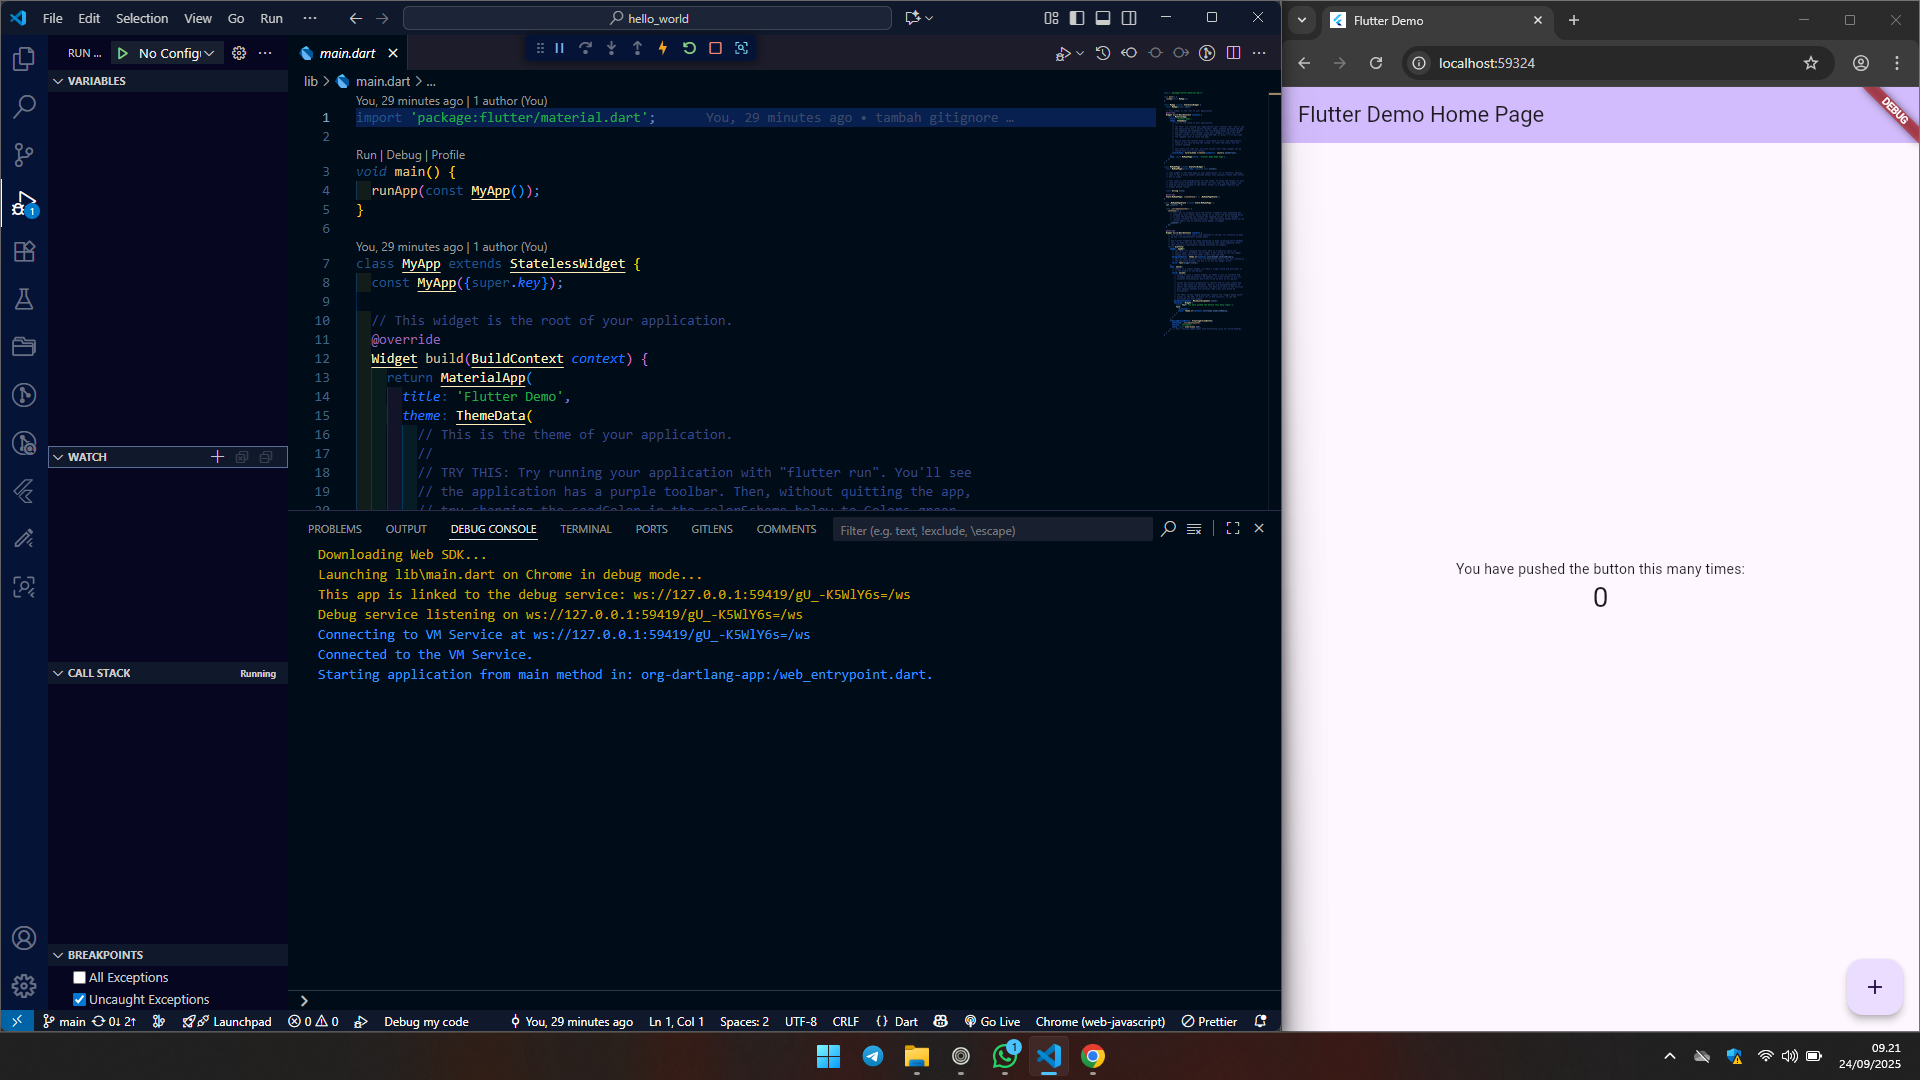 File Edit Selection View Go Run ··· hello_world
RUN ... No Config
main.dart
VARIABLES
WATCH
CALL STACK Running
BREAKPOINTS
All Exceptions
Uncaught Exceptions
lib > main.dart > ...
You, 29 minutes ago | 1 author (You)
1 import 'package:flutter/material.dart'; You, 29 minutes ago • tambah gitignore …
2
Run | Debug | Profile
3 void main() {
4 runApp(const MyApp());
5 }
6
You, 29 minutes ago | 1 author (You)
7 class MyApp extends StatelessWidget {
8 const MyApp({super.key});
9
10 // This widget is the root of your application.
11 @override
12 Widget build(BuildContext context) {
13 return MaterialApp(
14 title: 'Flutter Demo',
15 theme: ThemeData(
16 // This is the theme of your application.
17 //
18 // TRY THIS: Try running your application with "flutter run". You'll see
19 // the application has a purple toolbar. Then, without quitting the app,
PROBLEMS OUTPUT DEBUG CONSOLE TERMINAL PORTS GITLENS COMMENTS Filter (e.g. text, !exclude, \escape)
Downloading Web SDK...
Launching lib\main.dart on Chrome in debug mode...
This app is linked to the debug service: ws://127.0.0.1:59419/gU_-K5WlY6s=/ws
Debug service listening on ws://127.0.0.1:59419/gU_-K5WlY6s=/ws
Connecting to VM Service at ws://127.0.0.1:59419/gU_-K5WlY6s=/ws
Connected to the VM Service.
Starting application from main method in: org-dartlang-app:/web_entrypoint.dart.
main 0↓ 2↑ Launchpad 0 0 Debug my code You, 29 minutes ago Ln 1, Col 1 Spaces: 2 UTF-8 CRLF {} Dart Go Live Chrome (web-javascript) Prettier
Flutter Demo
localhost:59324
Flutter Demo Home Page
DEBUG
You have pushed the button this many times:
0
+
1
1
09.21
24/09/2025